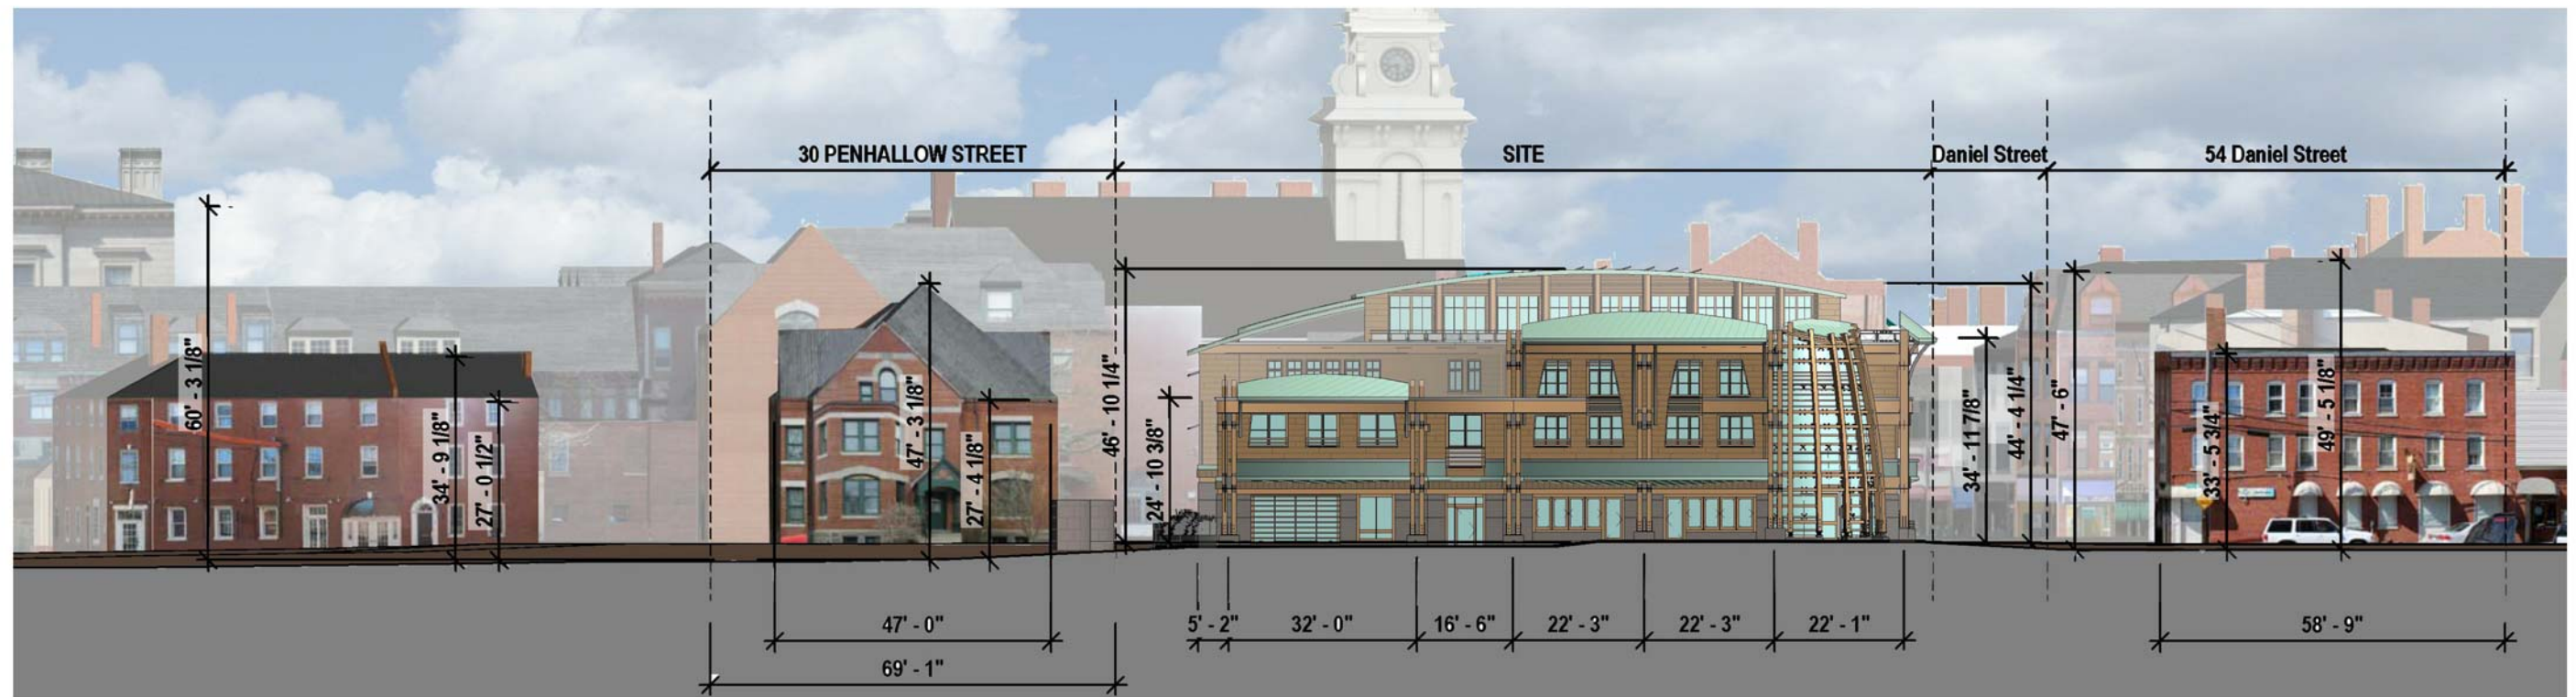 30 PENHALLOW STREET
SITE
Daniel Street
54 Daniel Street
60' - 3 1/8"
34' - 9 1/8"
27' - 0 1/2"
47' - 3 1/8"
27' - 4 1/8"
46' - 10 1/4"
24' - 10 3/8"
34' - 11 7/8"
44' - 4 1/4"
47' - 6"
33' - 5 3/4"
49' - 5 1/8"
47' - 0"
5' - 2"
32' - 0"
16' - 6"
22' - 3"
22' - 3"
22' - 1"
58' - 9"
69' - 1"